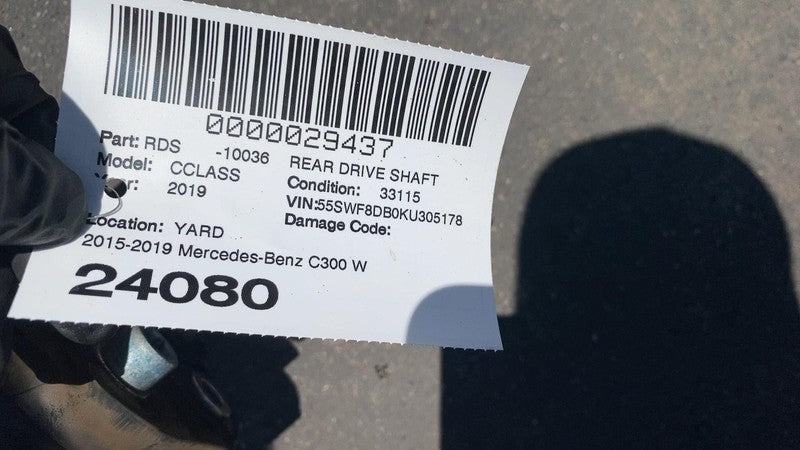 0000029437
Part: RDS -10036 REAR DRIVE SHAFT
Model: CCLASS Condition: 33115
2019 VIN:55SWF8DB0KU305178
Damage Code:
Location: YARD
2015-2019 Mercedes-Benz C300 W
24080